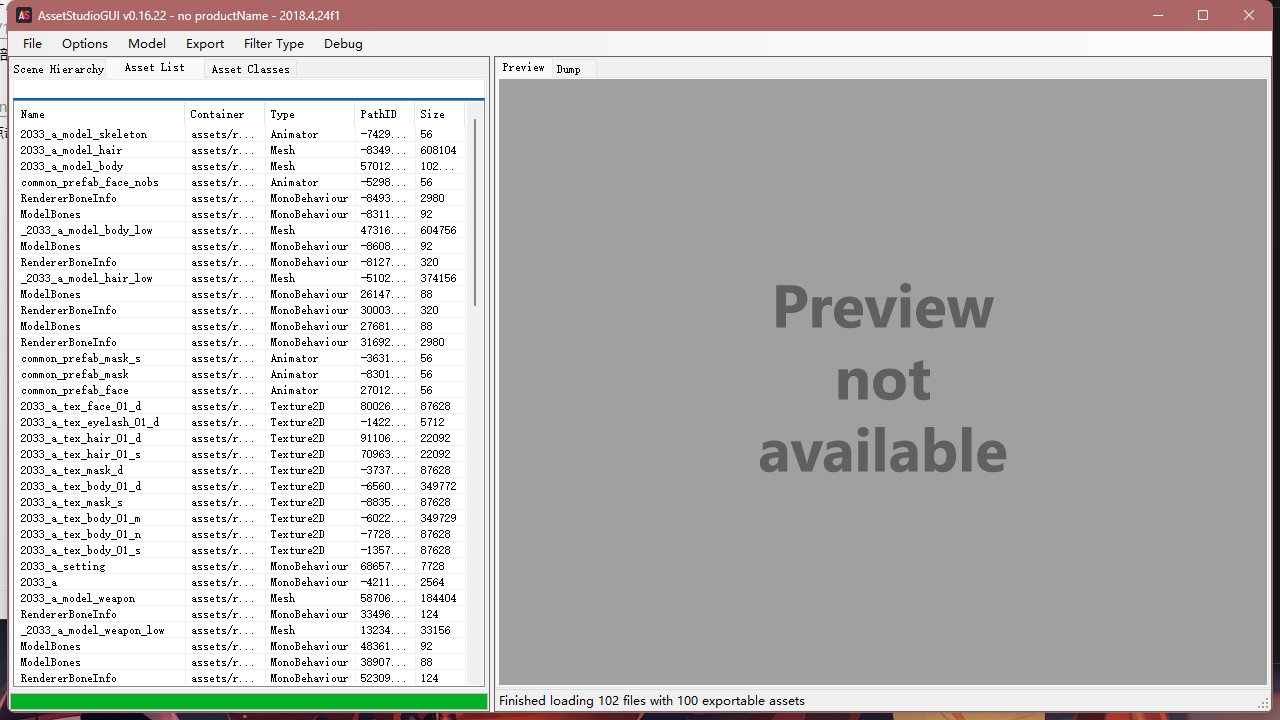 AssetStudioGUI v0.16.22 - no productName - 2018.4.24f1
File Options Model Export Filter Type Debug
Scene Hierarchy Asset List Asset Classes
Preview Dump
Name Container Type PathID Size
2033_a_model_skeleton assets/r... Animator -7429... 56
2033_a_model_hair assets/r... Mesh -8349... 608104
2033_a_model_body assets/r... Mesh 57012... 102...
common_prefab_face_nobs assets/r... Animator -5298... 56
RendererBoneInfo assets/r... MonoBehaviour -8493... 2980
ModelBones assets/r... MonoBehaviour -8311... 92
_2033_a_model_body_low assets/r... Mesh 47316... 604756
ModelBones assets/r... MonoBehaviour -8608... 92
RendererBoneInfo assets/r... MonoBehaviour -8127... 320
_2033_a_model_hair_low assets/r... Mesh -5102... 374156
ModelBones assets/r... MonoBehaviour 26147... 88
RendererBoneInfo assets/r... MonoBehaviour 30003... 320
ModelBones assets/r... MonoBehaviour 27681... 88
RendererBoneInfo assets/r... MonoBehaviour 31692... 2980
common_prefab_mask_s assets/r... Animator -3631... 56
common_prefab_mask assets/r... Animator -8301... 56
common_prefab_face assets/r... Animator 27012... 56
2033_a_tex_face_01_d assets/r... Texture2D 80026... 87628
2033_a_tex_eyelash_01_d assets/r... Texture2D -1422... 5712
2033_a_tex_hair_01_d assets/r... Texture2D 91106... 22092
2033_a_tex_hair_01_s assets/r... Texture2D 70963... 22092
2033_a_tex_mask_d assets/r... Texture2D -3737... 87628
2033_a_tex_body_01_d assets/r... Texture2D -6560... 349772
2033_a_tex_mask_s assets/r... Texture2D -8835... 87628
2033_a_tex_body_01_m assets/r... Texture2D -6022... 349729
2033_a_tex_body_01_n assets/r... Texture2D -7728... 87628
2033_a_tex_body_01_s assets/r... Texture2D -1357... 87628
2033_a_setting assets/r... MonoBehaviour 68657... 7728
2033_a assets/r... MonoBehaviour -4211... 2564
2033_a_model_weapon assets/r... Mesh 58706... 184404
RendererBoneInfo assets/r... MonoBehaviour 33496... 124
_2033_a_model_weapon_low assets/r... Mesh 13234... 33156
ModelBones assets/r... MonoBehaviour 48361... 92
ModelBones assets/r... MonoBehaviour 38907... 88
RendererBoneInfo assets/r... MonoBehaviour 52309... 124
Preview
not
available
Finished loading 102 files with 100 exportable assets